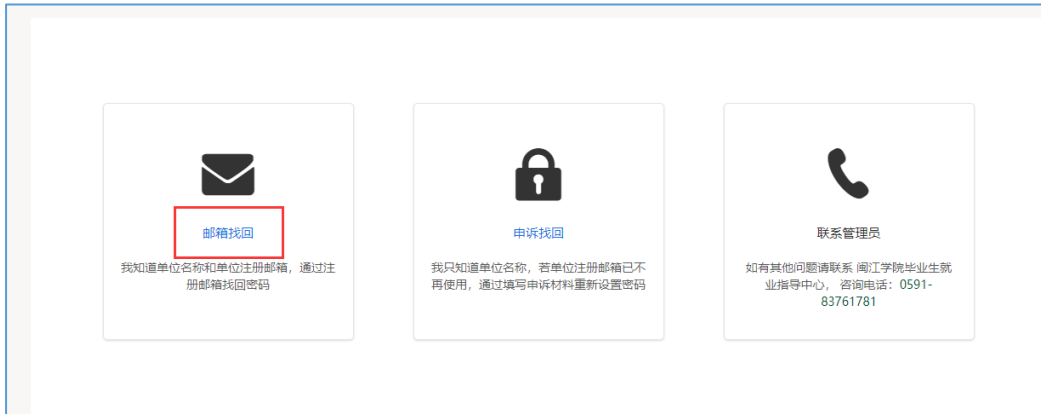 邮箱找回
我知道单位名称和单位注册邮箱，通过注
册邮箱找回密码
申诉找回
我只知道单位名称，若单位注册邮箱已不
再使用，通过填写申诉材料重新设置密码
联系管理员
如有其他问题请联系 闽江学院毕业生就
业指导中心， 咨询电话：0591-
83761781